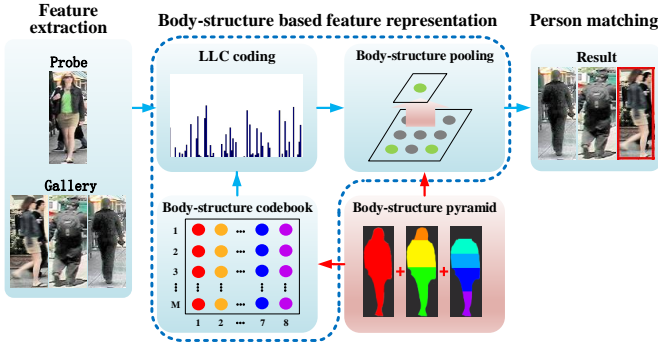 Feature
extraction
Body-structure based feature representation
Person matching
Probe
Gallery
LLC coding
Body-structure pooling
Result
Body-structure codebook
1
2
3
M
1 2 ··· 7 8
Body-structure pyramid
+ +